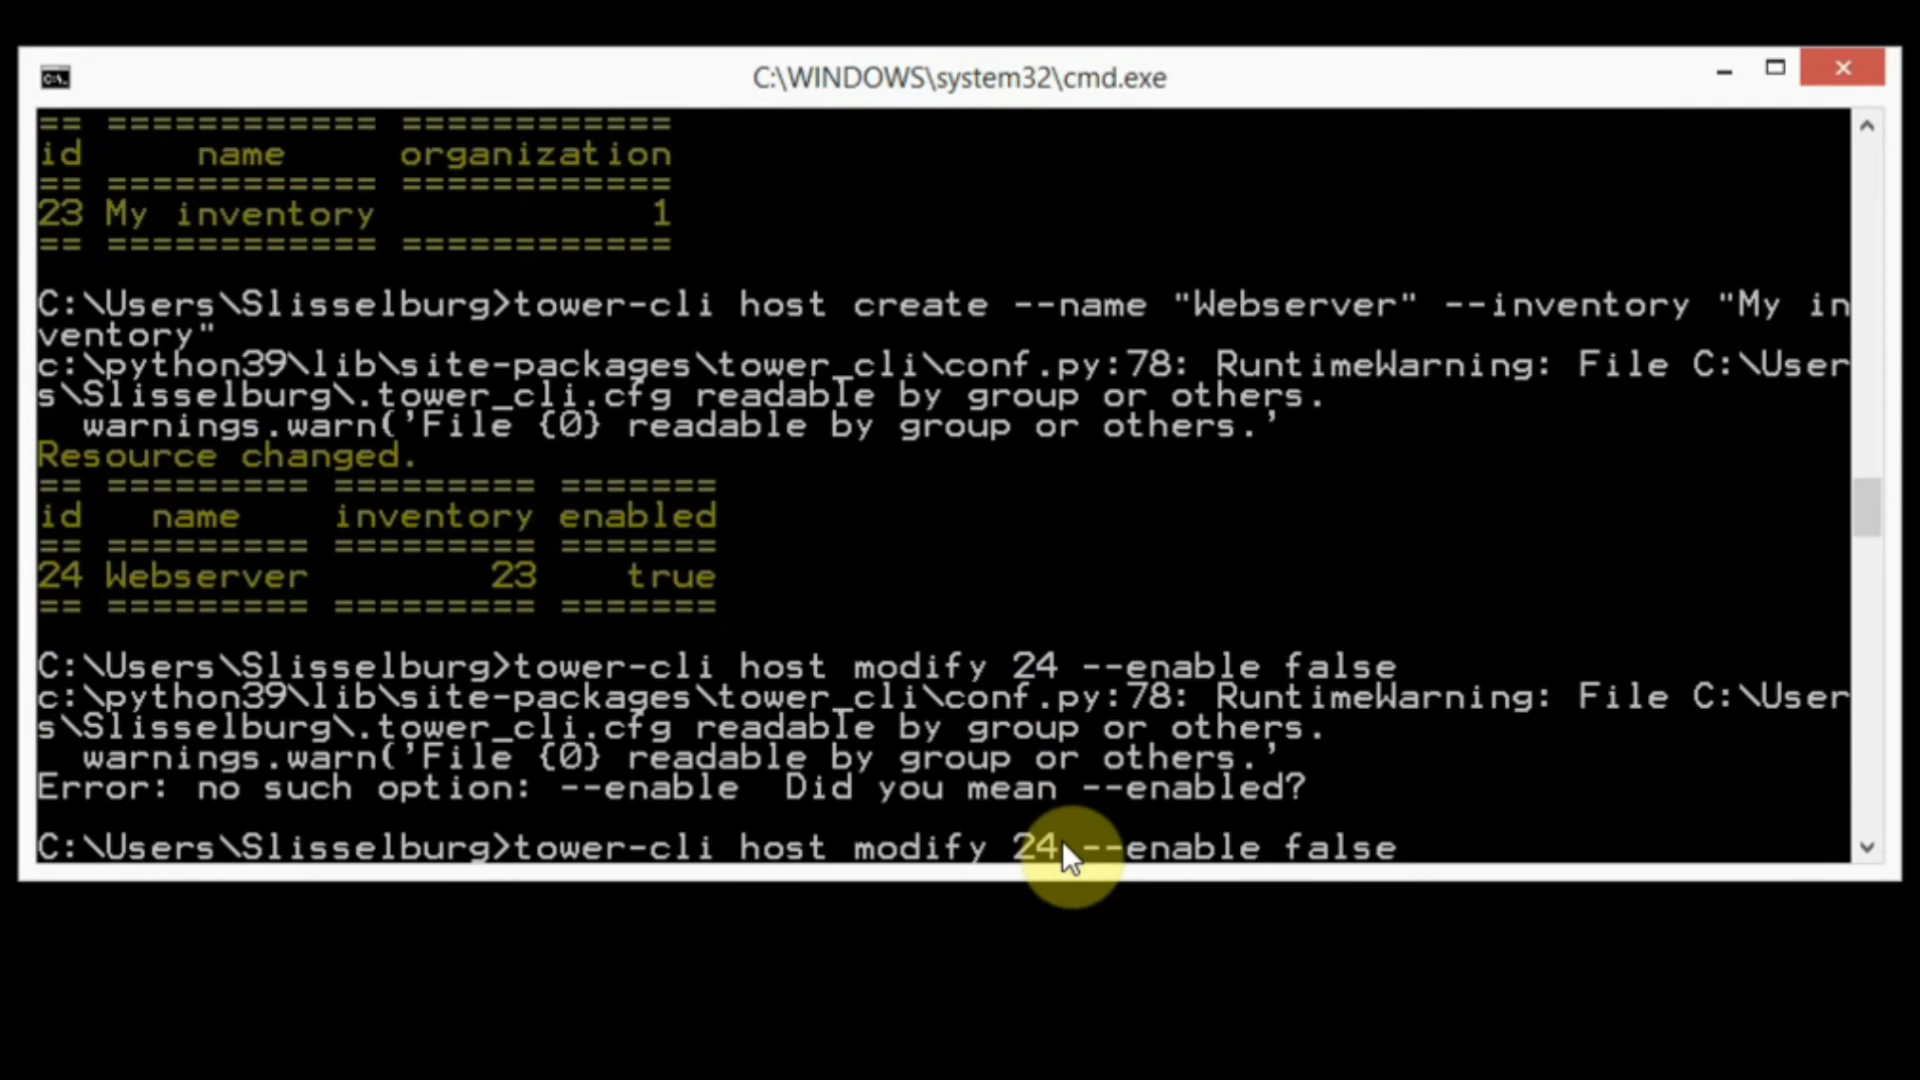 C:\WINDOWS\system32\cmd.exe
== ============ ============
id     name     organization
== ============ ============
23 My inventory            1
== ============ ============
C:\Users\Slisselburg>tower-cli host create --name "Webserver" --inventory "My in
ventory"
c:\python39\lib\site-packages\tower_cli\conf.py:78: RuntimeWarning: File C:\User
s\Slisselburg\.tower_cli.cfg readable by group or others.
  warnings.warn('File {0} readable by group or others.'
Resource changed.
== ========= ========= =======
id   name    inventory enabled
== ========= ========= =======
24 Webserver        23    true
== ========= ========= =======
C:\Users\Slisselburg>tower-cli host modify 24 --enable false
c:\python39\lib\site-packages\tower_cli\conf.py:78: RuntimeWarning: File C:\User
s\Slisselburg\.tower_cli.cfg readable by group or others.
  warnings.warn('File {0} readable by group or others.'
Error: no such option: --enable  Did you mean --enabled?
C:\Users\Slisselburg>tower-cli host modify 24 --enable false